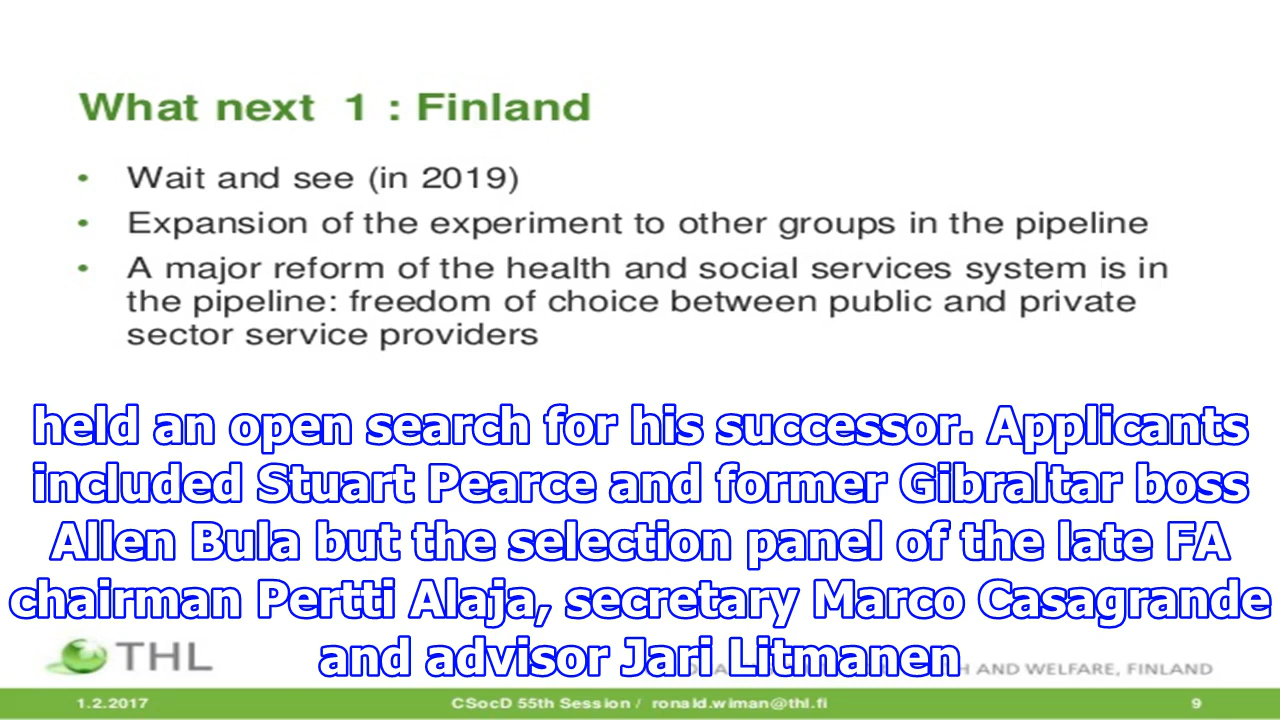 What next 1 : Finland
• Wait and see (in 2019)
• Expansion of the experiment to other groups in the pipeline
• A major reform of the health and social services system is in
the pipeline: freedom of choice between public and private
sector service providers
held an open search for his successor. Applicants
included Stuart Pearce and former Gibraltar boss
Allen Bula but the selection panel of the late FA
chairman Pertti Alaja, secretary Marco Casagrande
and advisor Jari Litmanen
THL
AND WELFARE, FINLAND
1.2.2017 CSocD 55th Session / ronald.wiman@thl.fi 9